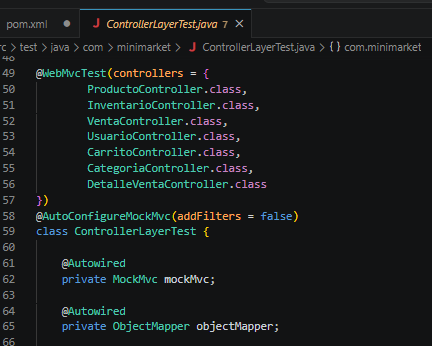 pom.xml
J ControllerLayerTest.java 7 ×
rc > test > java > com > minimarket > J ControllerLayerTest.java > {} com.minimarket
48
49 @WebMvcTest(controllers = {
50 ProductoController.class,
51 InventarioController.class,
52 VentaController.class,
53 UsuarioController.class,
54 CarritoController.class,
55 CategoriaController.class,
56 DetalleVentaController.class
57 })
58 @AutoConfigureMockMvc(addFilters = false)
59 class ControllerLayerTest {
60
61 @Autowired
62 private MockMvc mockMvc;
63
64 @Autowired
65 private ObjectMapper objectMapper;
66